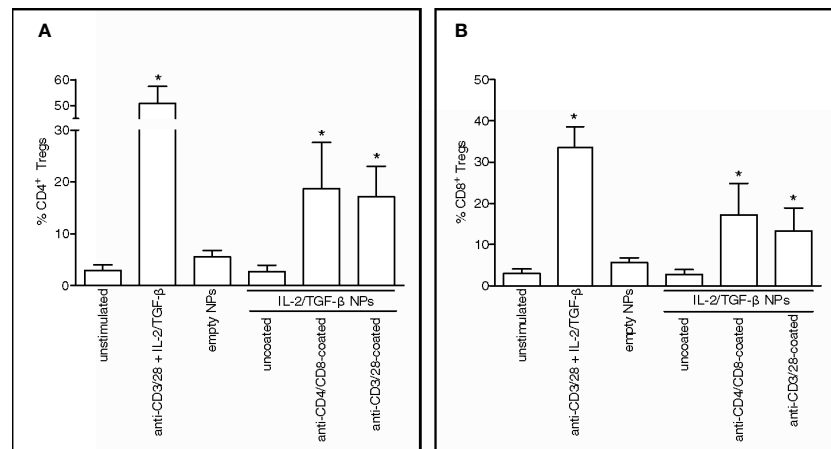 A
% CD4+ Tregs
60
50
30
20
10
0
*
*
*
unstimulated
anti-CD3/28 + IL-2/TGF-β
empty NPs
IL-2/TGF-β NPs
uncoated
anti-CD4/CD8-coated
anti-CD3/28-coated
B
% CD8+ Tregs
50
40
30
20
10
0
*
*
*
unstimulated
anti-CD3/28 + IL-2/TGF-β
empty NPs
IL-2/TGF-β NPs
uncoated
anti-CD4/CD8-coated
anti-CD3/28-coated